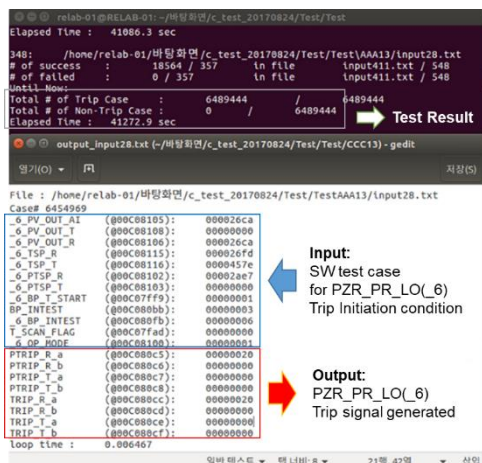 relab-01@RELAB-01: ~/바탕화면/c_test_20170824/Test/Test
Elapsed Time : 41086.3 sec
348: /home/relab-01/바탕화면/c_test_20170824/Test/Test\AAA13/input28.txt
# of success : 18564 / 357 in file input411.txt / 548
# of failed : 0 / 357 in file input411.txt / 548
Until Now:
Total # of Trip Case : 6489444 / 6489444
Total # of Non-Trip Case : 0 / 6489444
Elapsed Time : 41272.9 sec
Test Result
output_input28.txt (~/바탕화면/c_test_20170824/Test/Test/CCC13) - gedit
열기(O) 저장(S)
File : /home/relab-01/바탕화면/c_test_20170824/Test/TestAAA13/input28.txt
Case# 6454969
_6_PV_OUT_AI (@00C08105): 000026ca
_6_PV_OUT_T (@00C08108): 00000000
_6_PV_OUT_R (@00C08106): 000026ca
_6_TSP_R (@00C08115): 000026fd
_6_TSP_T (@00C08116): 0000457e
_6_PTSP_R (@00C08102): 00002ae7
_6_PTSP_T (@00C08103): 00000000
_6_BP_T_START (@00C07ff9): 00000001
BP_INTEST (@00C080bb): 00000003
_6_BP_INTEST (@00C080fb): 00000006
T_SCAN_FLAG (@00C07fad): 00000000
_6_OP_MODE (@00C08100): 00000001
Input:
SW test case
for PZR_PR_LO(_6)
Trip Initiation condition
PTRIP_R_a (@00C080c5): 00000020
PTRIP_R_b (@00C080c6): 00000000
PTRIP_T_a (@00C080c7): 00000000
PTRIP_T_b (@00C080c8): 00000000
TRIP_R_a (@00C080cc): 00000020
TRIP_R_b (@00C080cd): 00000000
TRIP_T_a (@00C080ce): 00000000
TRIP_T_b (@00C080cf): 00000000
loop time : 0.006467
Output:
PZR_PR_LO(_6)
Trip signal generated
일반 텍스트 탭 너비: 8 21행, 42열 삽입